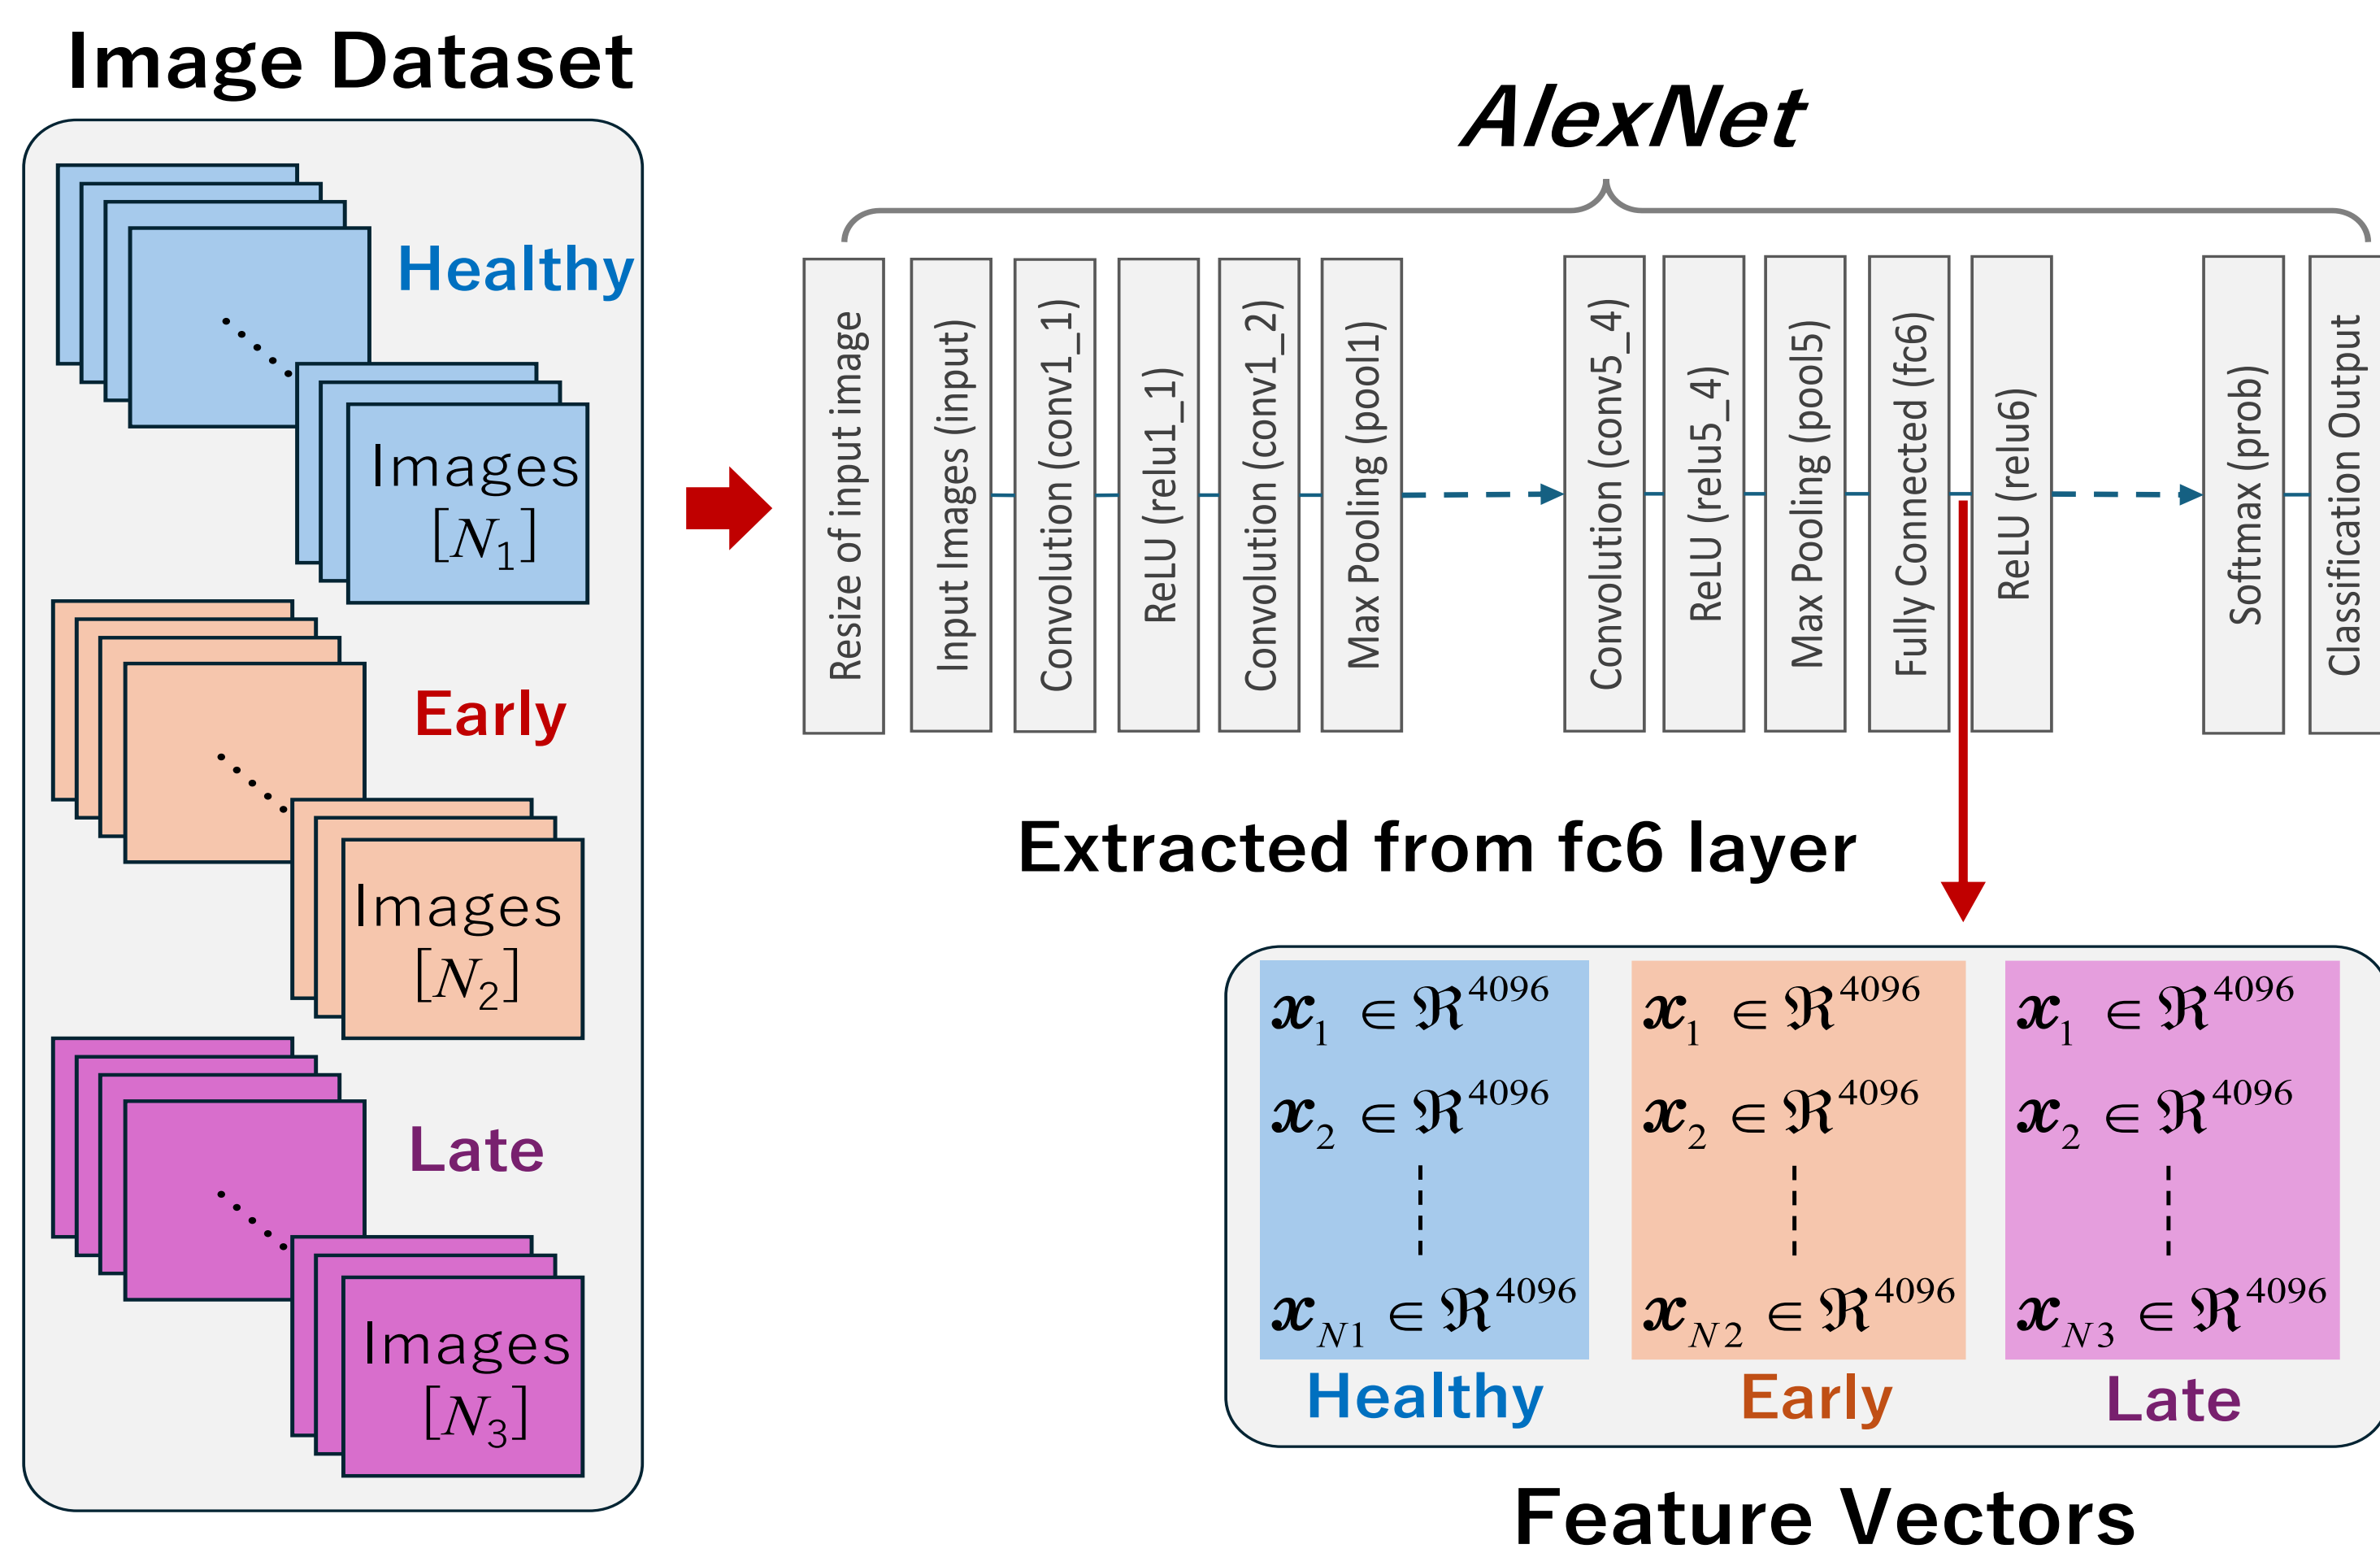 Image Dataset
Healthy
Images
[N₁]
Early
Images
[N₂]
Late
Images
[N₃]
AlexNet
Resize of input image
Input Images (input)
Convolution (conv1_1)
ReLU (relu1_1)
Convolution (conv1_2)
Max Pooling (pool1)
Convolution (conv5_4)
ReLU (relu5_4)
Max Pooling (pool5)
Fully Connected (fc6)
ReLU (relu6)
Softmax (prob)
Classification Output
Extracted from fc6 layer
x₁ ∈ ℜ⁴⁰⁹⁶
x₂ ∈ ℜ⁴⁰⁹⁶
x_N1 ∈ ℜ⁴⁰⁹⁶
Healthy
x₁ ∈ ℜ⁴⁰⁹⁶
x₂ ∈ ℜ⁴⁰⁹⁶
x_N2 ∈ ℜ⁴⁰⁹⁶
Early
x₁ ∈ ℜ⁴⁰⁹⁶
x₂ ∈ ℜ⁴⁰⁹⁶
x_N3 ∈ ℜ⁴⁰⁹⁶
Late
Feature Vectors